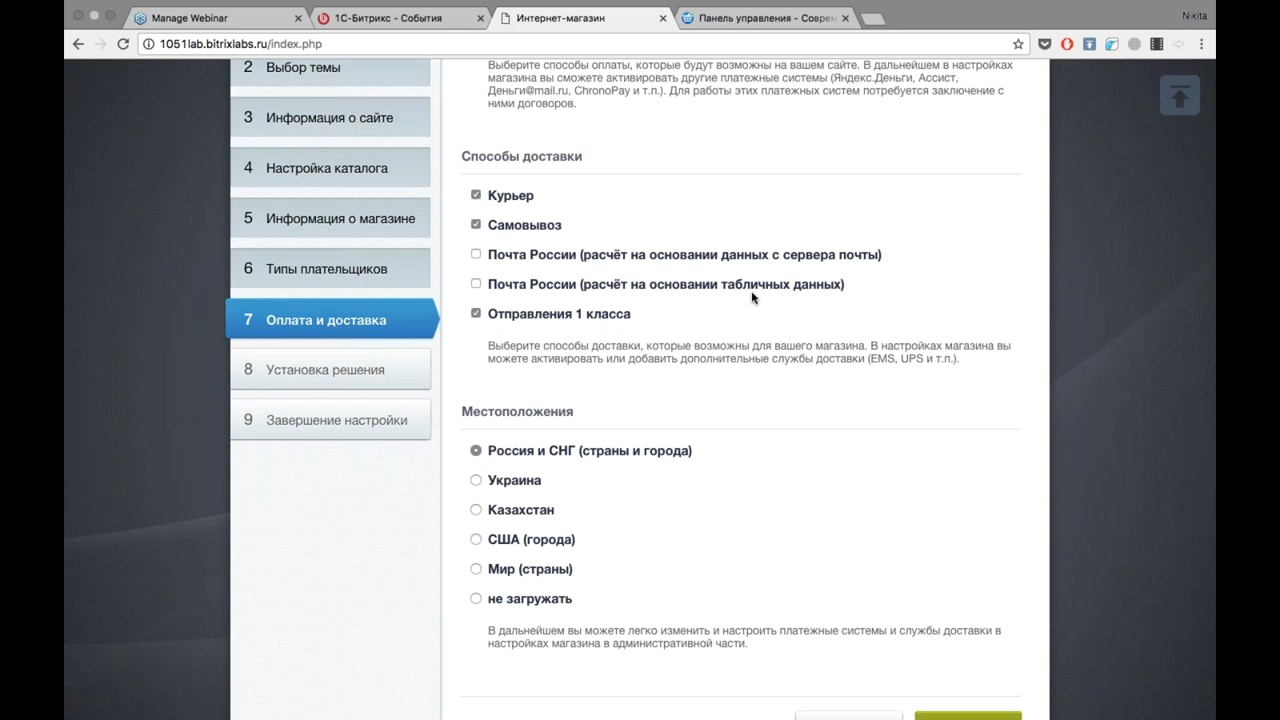 Manage Webinar
1С-Битрикс - События
Интернет-магазин
Панель управления - Соврем
Nikita
1051lab.bitrixlabs.ru/index.php
2 Выбор темы
3 Информация о сайте
4 Настройка каталога
5 Информация о магазине
6 Типы плательщиков
7 Оплата и доставка
8 Установка решения
9 Завершение настройки
Выберите способы оплаты, которые будут возможны на вашем сайте. В дальнейшем в настройках
магазина вы сможете активировать другие платежные системы (Яндекс.Деньги, Ассист,
Деньги@mail.ru, ChronoPay и т.п.). Для работы этих платежных систем потребуется заключение с
ними договоров.
Способы доставки
Курьер
Самовывоз
Почта России (расчёт на основании данных с сервера почты)
Почта России (расчёт на основании табличных данных)
Отправления 1 класса
Выберите способы доставки, которые возможны для вашего магазина. В настройках магазина вы
можете активировать или добавить дополнительные службы доставки (EMS, UPS и т.п.).
Местоположения
Россия и СНГ (страны и города)
Украина
Казахстан
США (города)
Мир (страны)
не загружать
В дальнейшем вы можете легко изменить и настроить платежные системы и службы доставки в
настройках магазина в административной части.